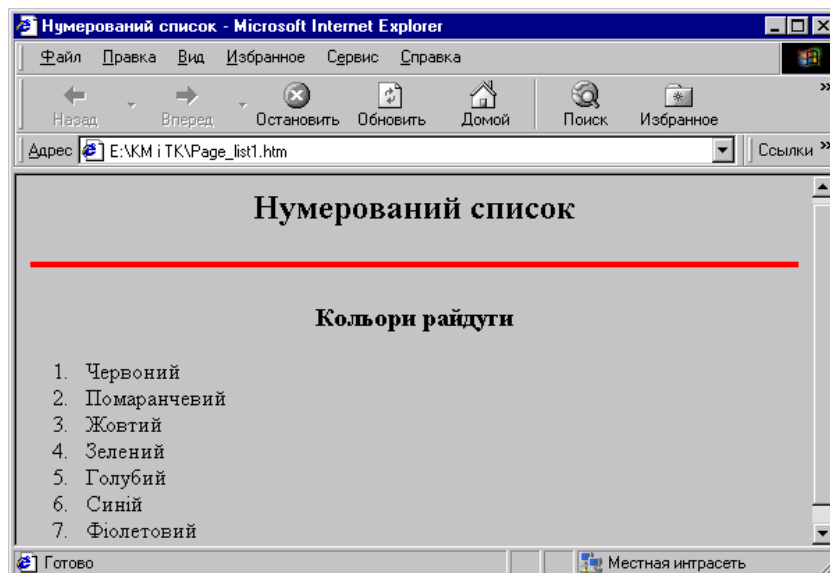 Нумерований список - Microsoft Internet Explorer
Файл Правка Вид Избранное Сервис Справка
Назад Вперед Остановить Обновить Домой Поиск Избранное »
Адрес E:\KM i TK\Page_list1.htm Ссылки »
Нумерований список
Кольори райдуги
1. Червоний
2. Помаранчевий
3. Жовтий
4. Зелений
5. Голубий
6. Синій
7. Фіолетовий
Готово Местная интрасеть